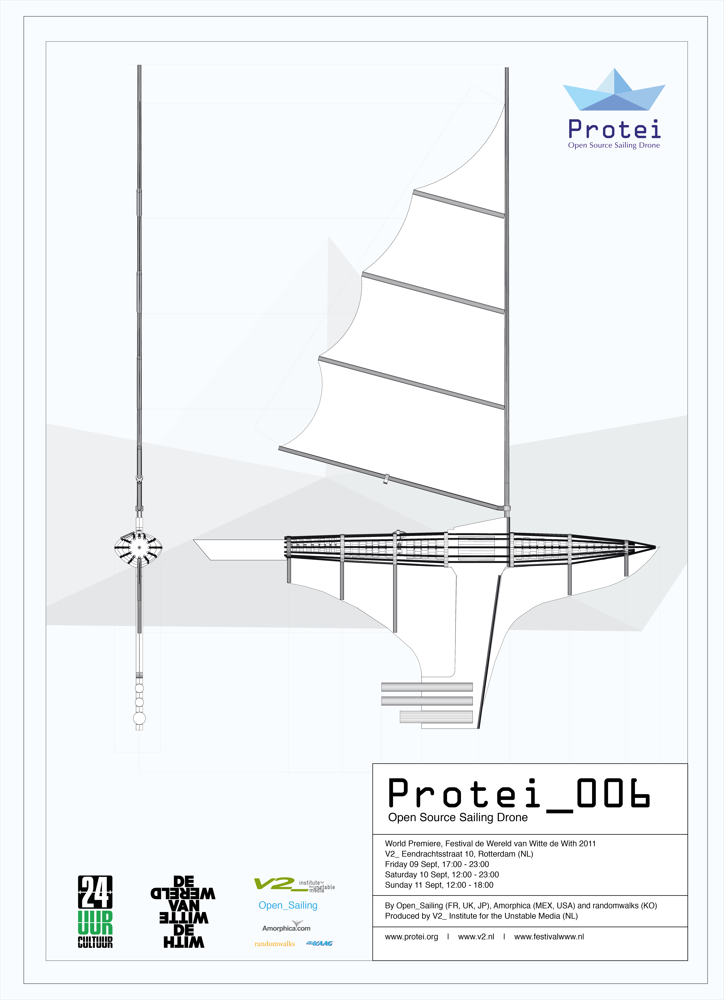 Protei
Open Source Sailing Drone
Protei_006
Open Source Sailing Drone
World Premiere, Festival de Wereld van Witte de With 2011
V2_ Eendrachtsstraat 10, Rotterdam (NL)
Friday 09 Sept, 17:00 - 23:00
Saturday 10 Sept, 12:00 - 23:00
Sunday 11 Sept, 12:00 - 18:00
By Open_Sailing (FR, UK, JP), Amorphica (MEX, USA) and randomwalks (KO)
Produced by V2_ Institute for the Unstable Media (NL)
www.protei.org | www.v2.nl | www.festivalwww.nl
24
UUR
CULTUUR
DE
WERELD
VAN
WITTE
DE
WITH
V2_ institute for
the unstable
media
Open_Sailing
Amorphica.com
randomwalks KAAG